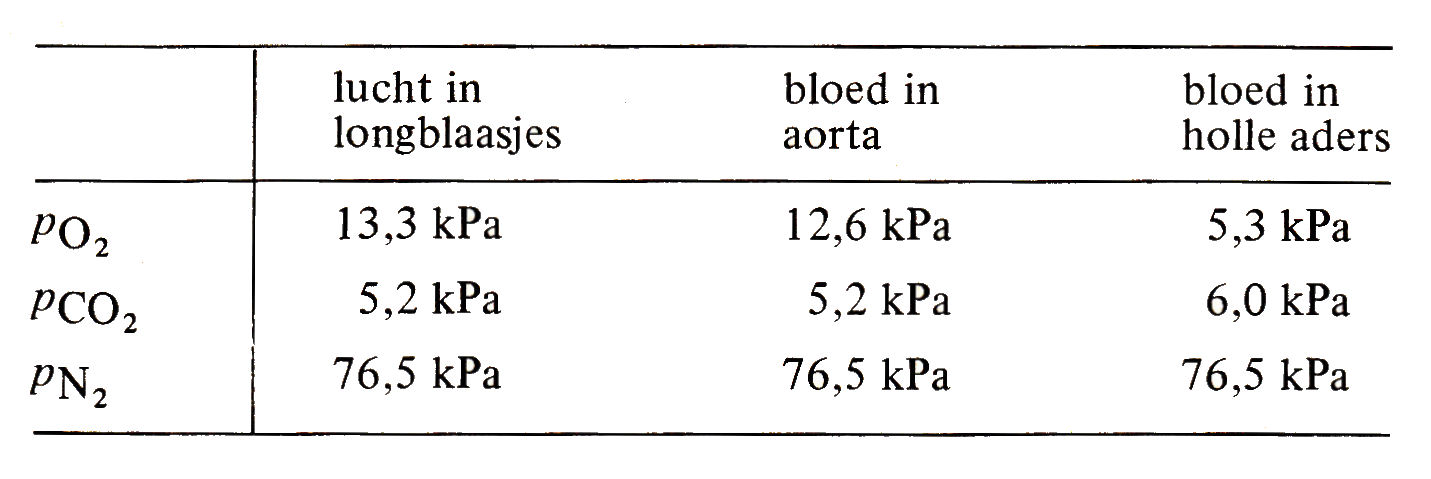 lucht in longblaasjes bloed in aorta bloed in holle aders
pO₂ 13,3 kPa 12,6 kPa 5,3 kPa
pCO₂ 5,2 kPa 5,2 kPa 6,0 kPa
pN₂ 76,5 kPa 76,5 kPa 76,5 kPa